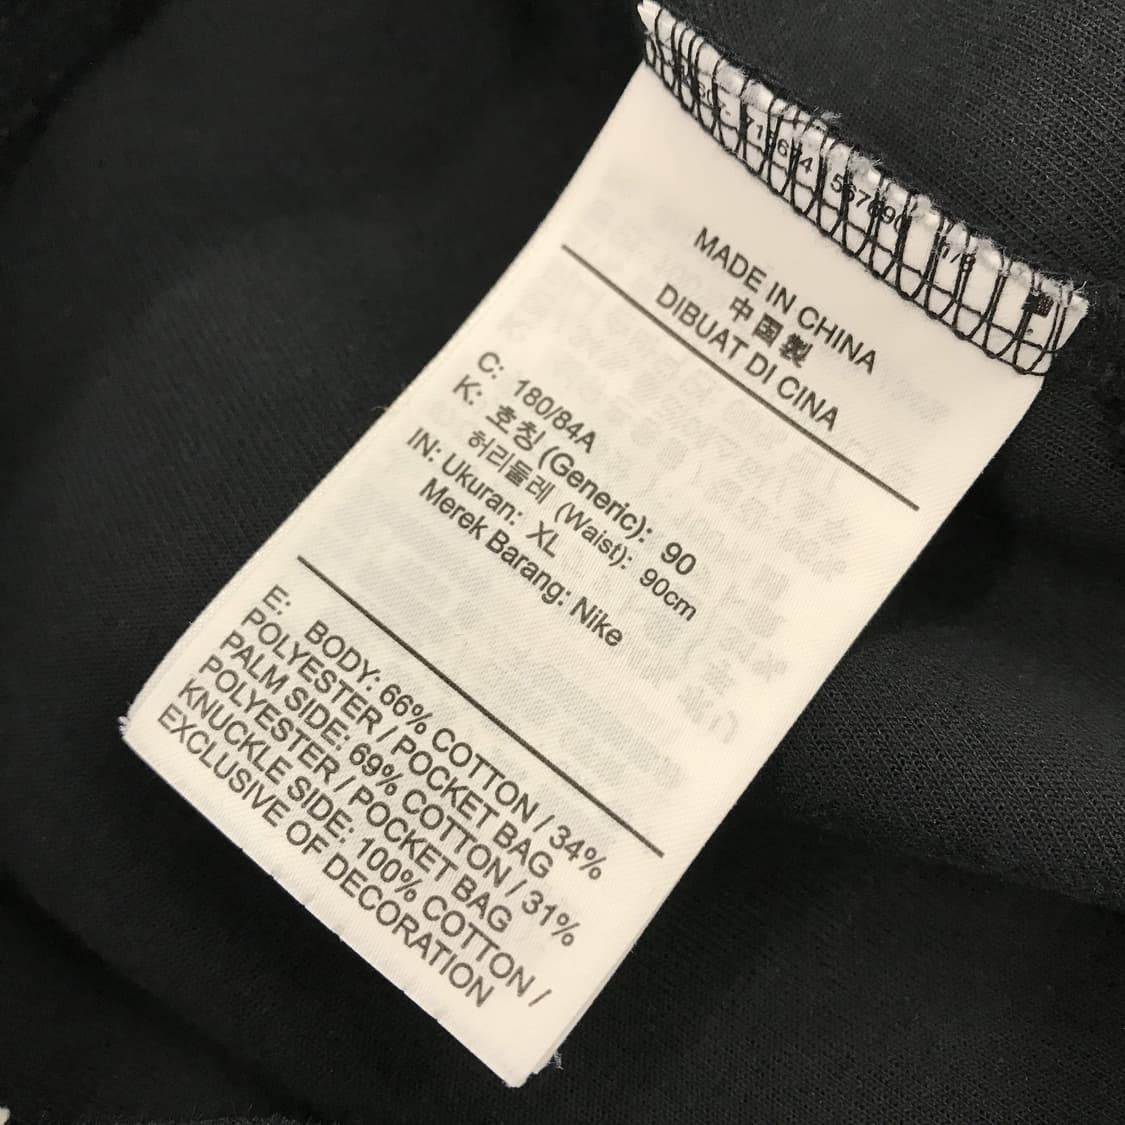 MADE IN CHINA
中国製
DIBUAT DI CINA
C: 180/84A
K: 호칭 (Generic): 90
허리둘레 (Waist): 90cm
IN: Ukuran: XL
Merek Barang: Nike
E: BODY: 66% COTTON / 34%
POLYESTER / POCKET BAG
PALM SIDE: 69% COTTON / 31%
POLYESTER / POCKET BAG
KNUCKLE SIDE: 100% COTTON /
EXCLUSIVE OF DECORATION